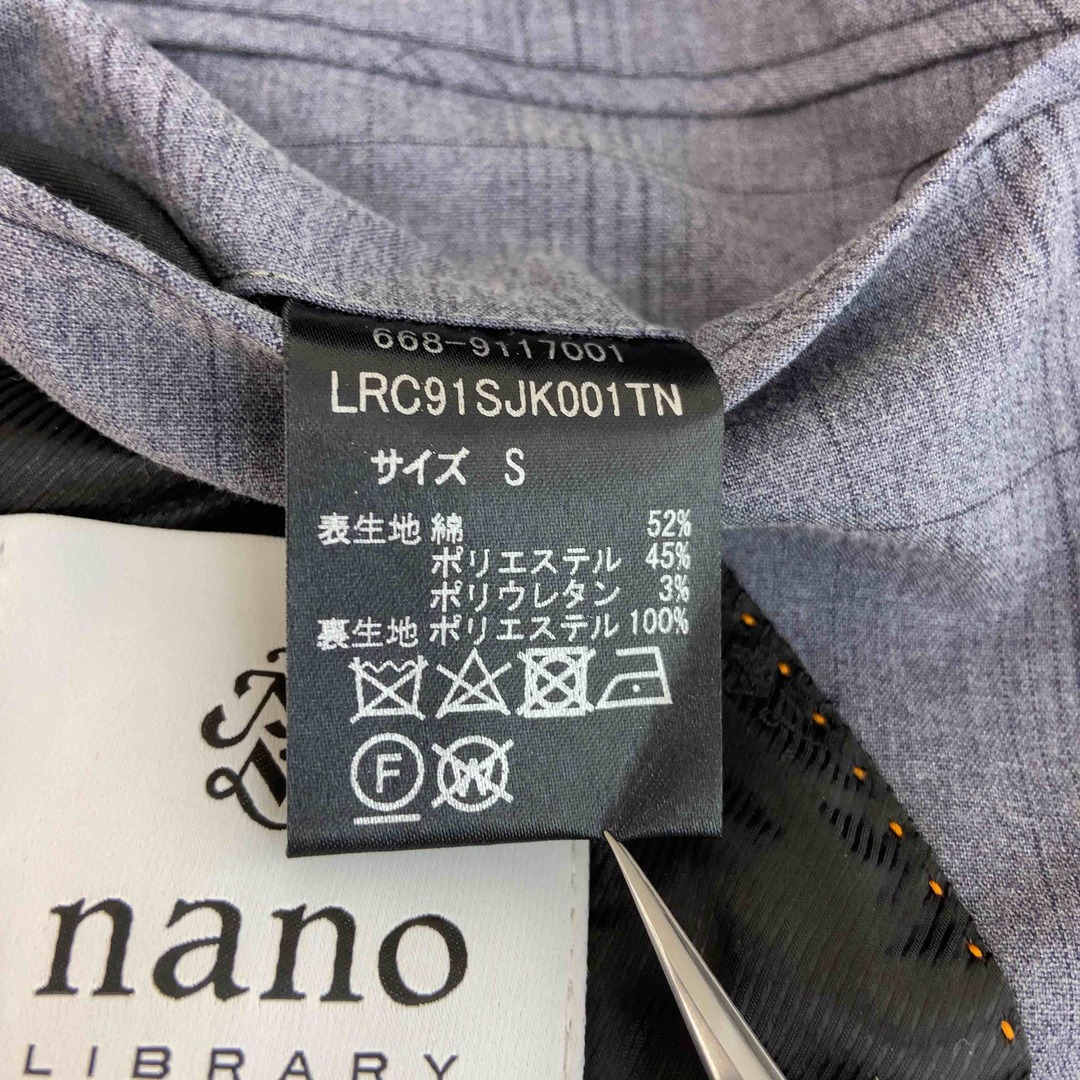 668-9117001
LRC91SJK001TN
サイズ S
表生地 綿 52%
ポリエステル 45%
ポリウレタン 3%
裏生地 ポリエステル 100%
F
W
nano
LIBRARY